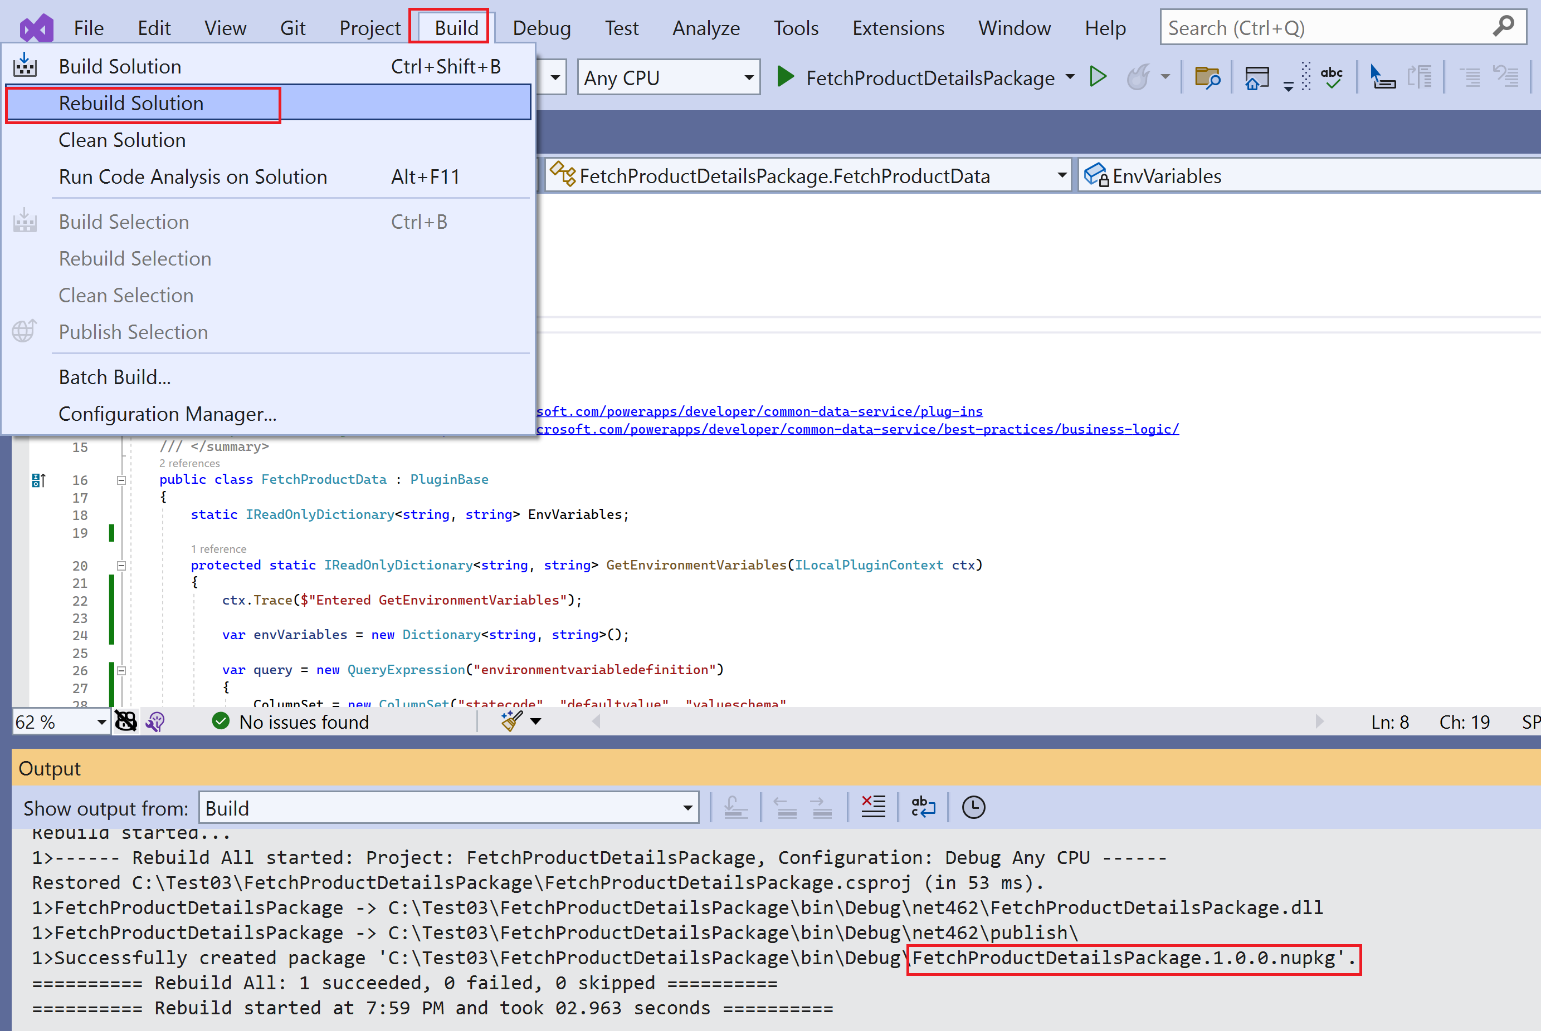 File Edit View Git Project Build Debug Test Analyze Tools Extensions Window Help Search (Ctrl+Q)
Build Solution Ctrl+Shift+B
Any CPU FetchProductDetailsPackage abc
Rebuild Solution
Clean Solution
Run Code Analysis on Solution Alt+F11
FetchProductDetailsPackage.FetchProductData EnvVariables
Build Selection Ctrl+B
Rebuild Selection
Clean Selection
Publish Selection
Batch Build...
Configuration Manager...
soft.com/powerapps/developer/common-data-service/plug-ins
crosoft.com/powerapps/developer/common-data-service/best-practices/business-logic/
15 /// </summary>
2 references
16 public class FetchProductData : PluginBase
17 {
18 static IReadOnlyDictionary<string, string> EnvVariables;
19
1 reference
20 protected static IReadOnlyDictionary<string, string> GetEnvironmentVariables(ILocalPluginContext ctx)
21 {
22 ctx.Trace($"Entered GetEnvironmentVariables");
23
24 var envVariables = new Dictionary<string, string>();
25
26 var query = new QueryExpression("environmentvariabledefinition")
27 {
28 ColumnSet = new ColumnSet("statecode", "defaultvalue", "valueschema"
62 % No issues found Ln: 8 Ch: 19 SP
Output
Show output from: Build
Rebuild started...
1>------ Rebuild All started: Project: FetchProductDetailsPackage, Configuration: Debug Any CPU ------
Restored C:\Test03\FetchProductDetailsPackage\FetchProductDetailsPackage.csproj (in 53 ms).
1>FetchProductDetailsPackage -> C:\Test03\FetchProductDetailsPackage\bin\Debug\net462\FetchProductDetailsPackage.dll
1>FetchProductDetailsPackage -> C:\Test03\FetchProductDetailsPackage\bin\Debug\net462\publish\
1>Successfully created package 'C:\Test03\FetchProductDetailsPackage\bin\Debug\FetchProductDetailsPackage.1.0.0.nupkg'.
========== Rebuild All: 1 succeeded, 0 failed, 0 skipped ==========
========== Rebuild started at 7:59 PM and took 02.963 seconds ==========